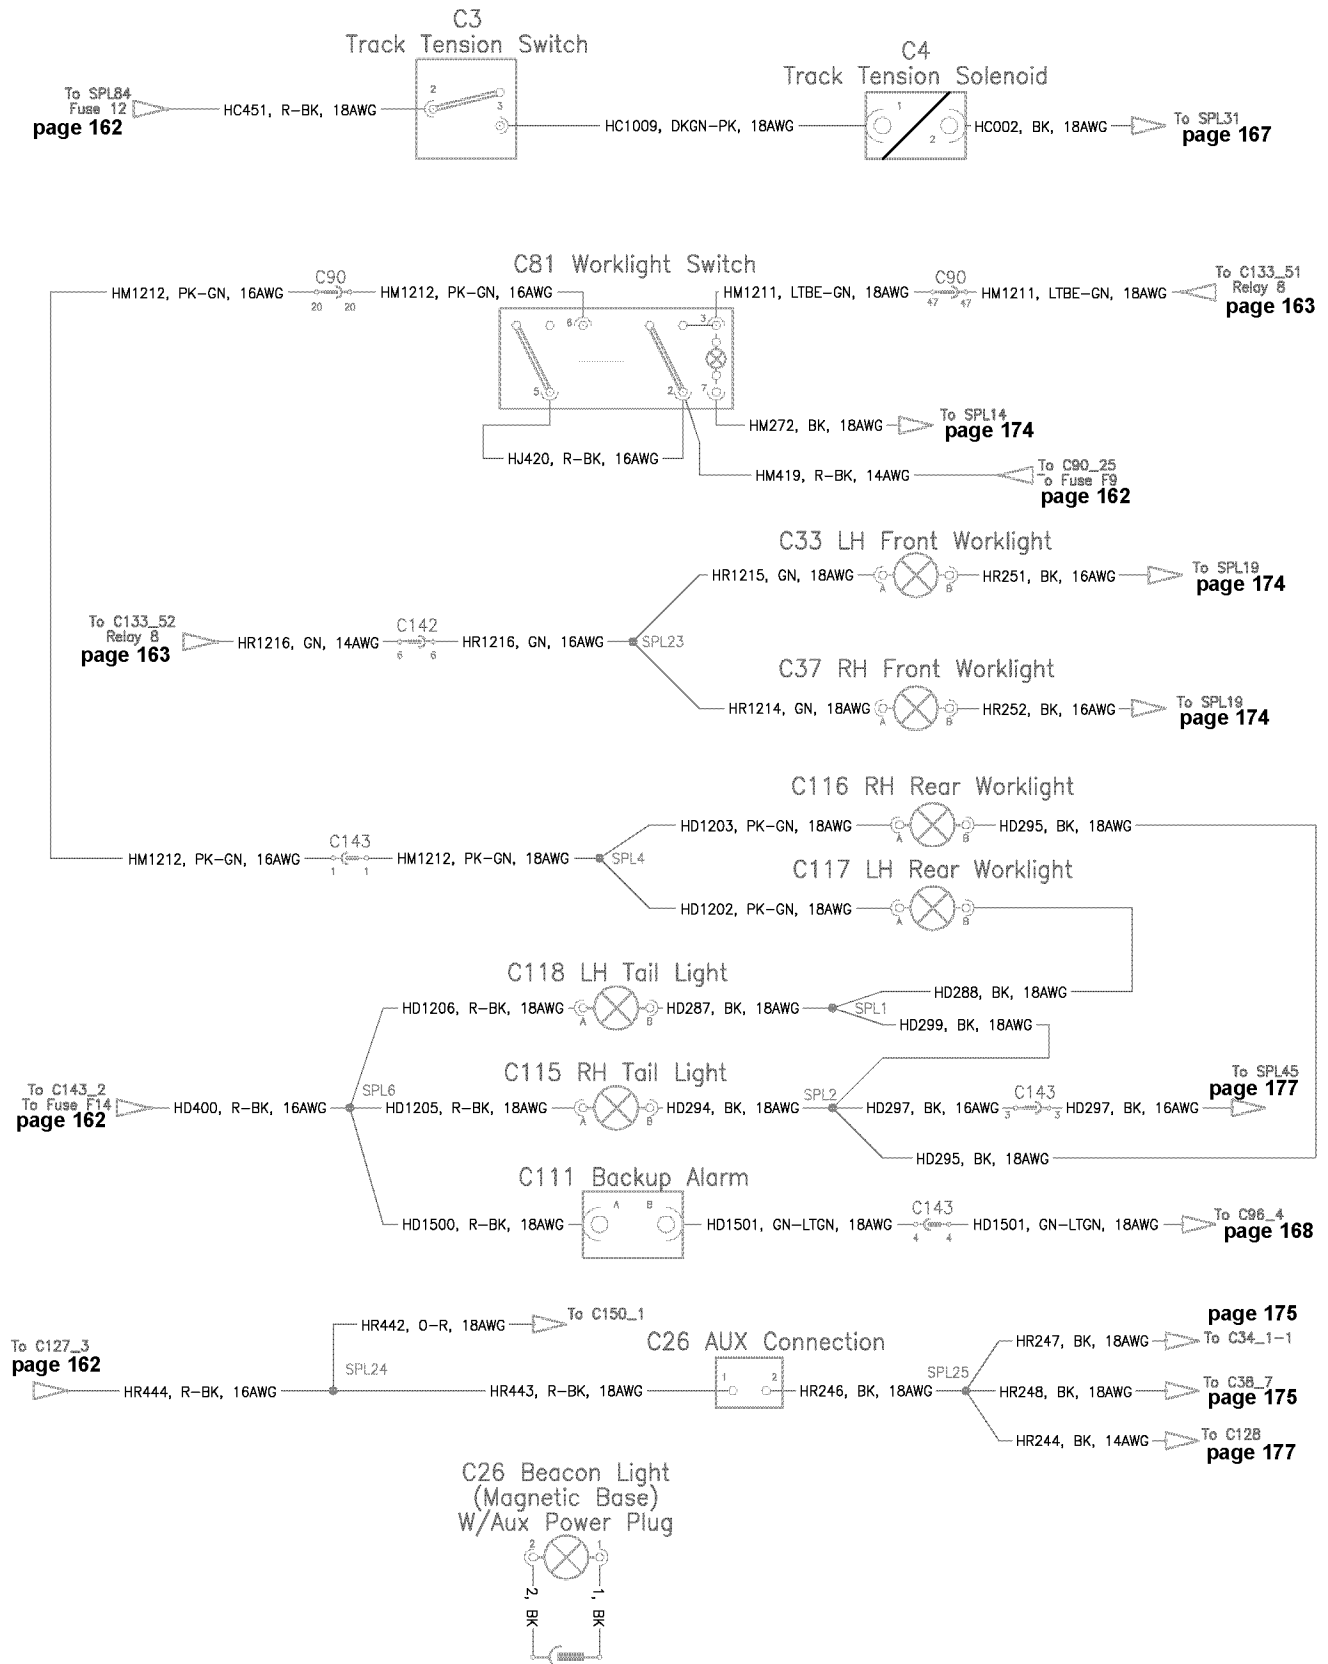 C3
Track Tension Switch
C4
Track Tension Solenoid
To SPL84
Fuse 12
page 162
HC451, R-BK, 18AWG
2
3
HC1009, DKGN-PK, 18AWG
1
2
HC002, BK, 18AWG
To SPL31
page 167
C81 Worklight Switch
HM1212, PK-GN, 16AWG
C90
20 20
HM1212, PK-GN, 16AWG
HM1211, LTBE-GN, 18AWG
C90
47 47
HM1211, LTBE-GN, 18AWG
To C133_51
Relay 8
page 163
6
3
5
2
7
HM272, BK, 18AWG
To SPL14
page 174
HJ420, R-BK, 16AWG
HM419, R-BK, 14AWG
To C90_25
To Fuse F9
page 162
C33 LH Front Worklight
HR1215, GN, 18AWG
A
B
HR251, BK, 16AWG
To SPL19
page 174
To C133_52
Relay 8
page 163
HR1216, GN, 14AWG
C142
6 6
HR1216, GN, 16AWG
SPL23
C37 RH Front Worklight
HR1214, GN, 18AWG
A
B
HR252, BK, 16AWG
To SPL19
page 174
C116 RH Rear Worklight
HD1203, PK-GN, 18AWG
A
B
HD295, BK, 18AWG
HM1212, PK-GN, 16AWG
C143
1 1
HM1212, PK-GN, 18AWG
SPL4
C117 LH Rear Worklight
HD1202, PK-GN, 18AWG
A
B
C118 LH Tail Light
HD288, BK, 18AWG
HD1206, R-BK, 18AWG
A
B
HD287, BK, 18AWG
SPL1
HD299, BK, 18AWG
C115 RH Tail Light
To C143_2
To Fuse F14
page 162
HD400, R-BK, 16AWG
SPL6
HD1205, R-BK, 18AWG
A
B
HD294, BK, 18AWG
SPL2
HD297, BK, 16AWG
C143
3 3
HD297, BK, 16AWG
To SPL45
page 177
HD295, BK, 18AWG
C111 Backup Alarm
HD1500, R-BK, 18AWG
A
B
HD1501, GN-LTGN, 18AWG
C143
4 4
HD1501, GN-LTGN, 18AWG
To C96_4
page 168
HR442, O-R, 18AWG
To C150_1
To C127_3
page 162
HR444, R-BK, 16AWG
SPL24
HR443, R-BK, 18AWG
C26 AUX Connection
1
2
HR246, BK, 18AWG
SPL25
page 175
HR247, BK, 18AWG
To C34_1-1
HR248, BK, 18AWG
To C38_7
page 175
HR244, BK, 14AWG
To C128
page 177
C26 Beacon Light
(Magnetic Base)
W/Aux Power Plug
2
1
2, BK
1, BK